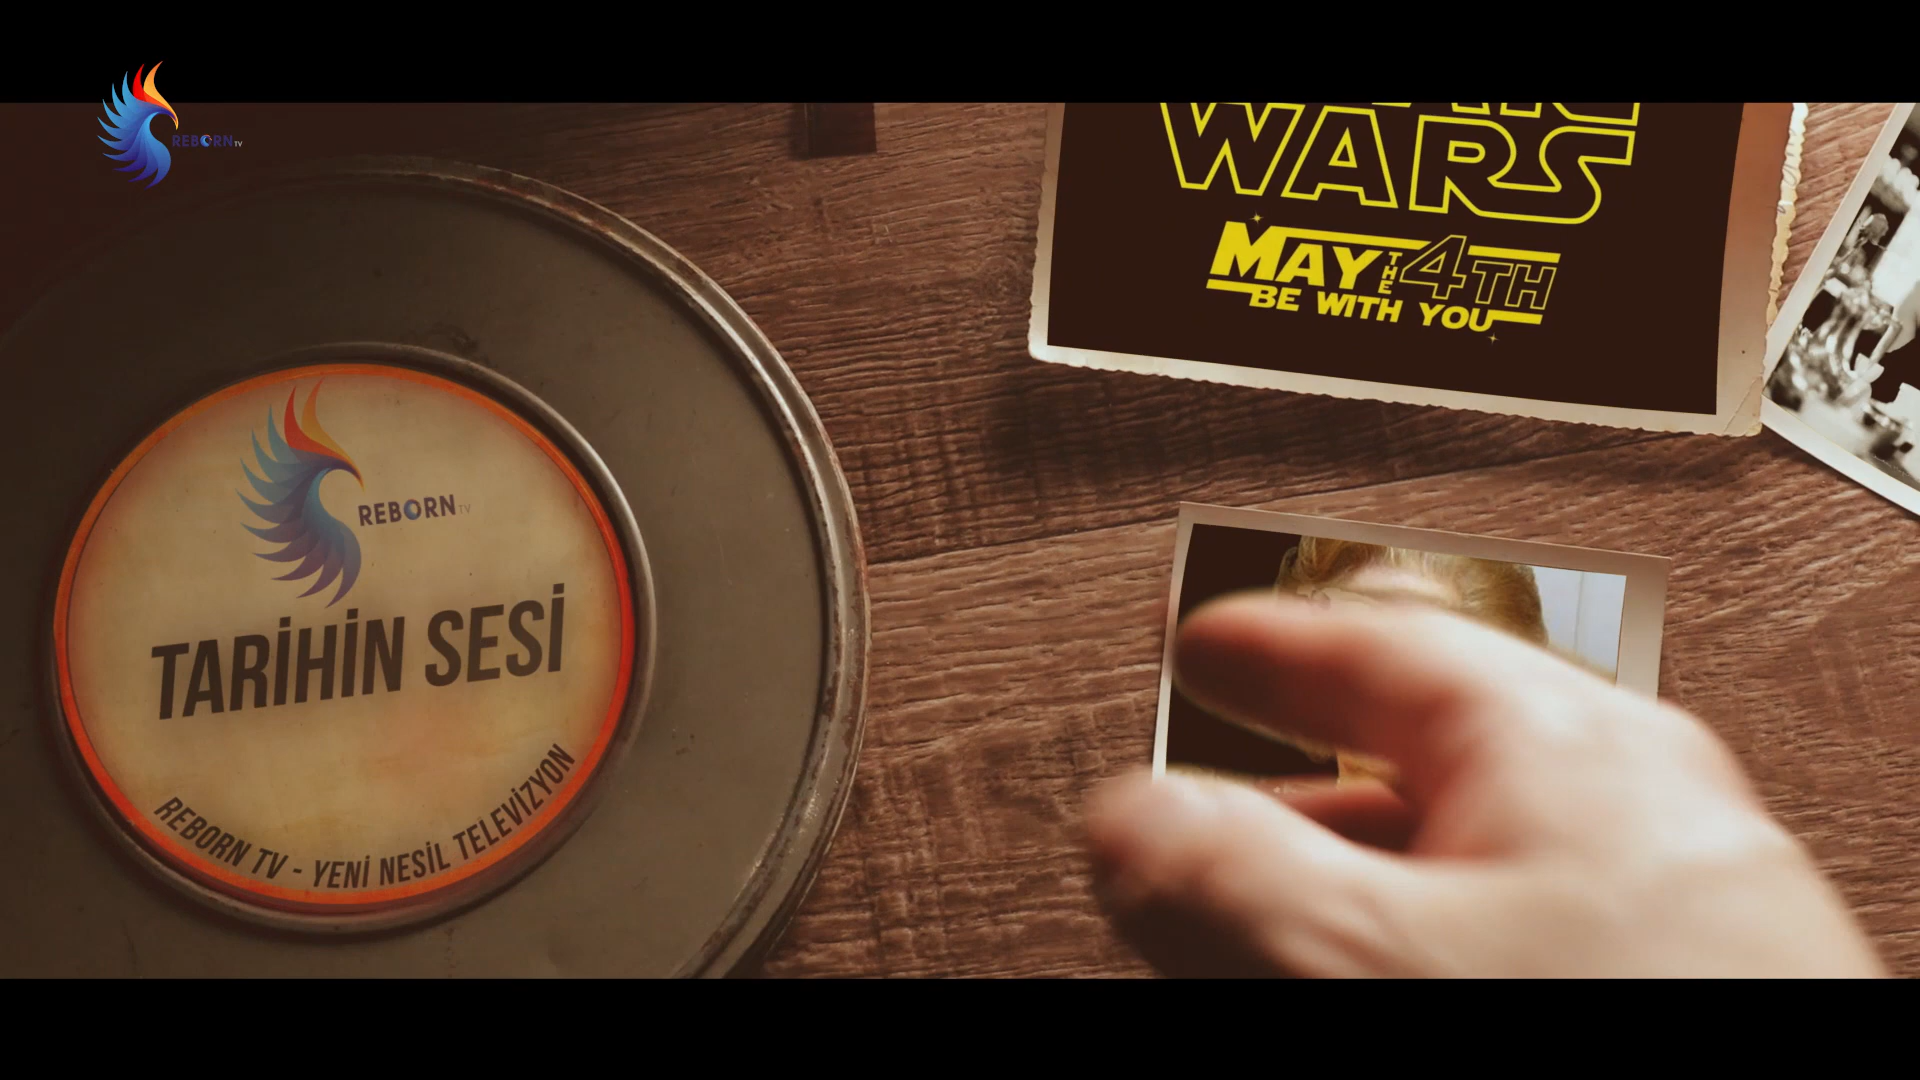 REBORN TV
WARS
MAY THE 4TH
BE WITH YOU
REBORN TV
TARİHİN SESİ
REBORN TV - YENİ NESİL TELEVİZYON